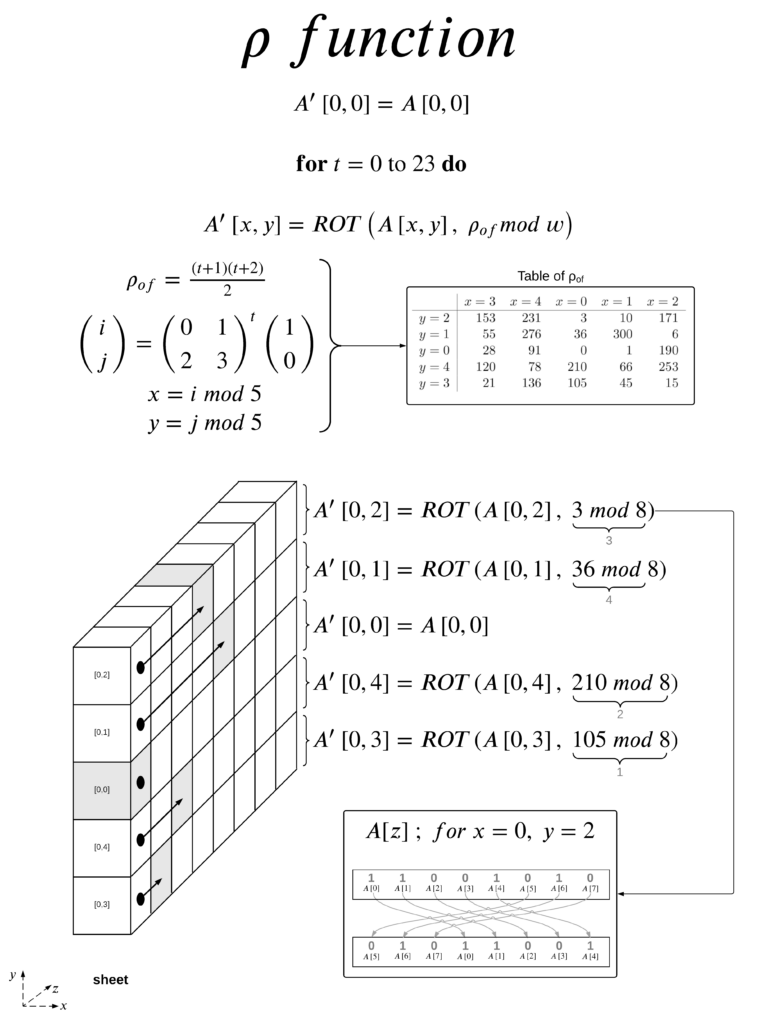 ρ function
A′ [0,0] = A [0,0]
for t = 0 to 23 do
A′ [x, y] = ROT (A [x, y] , ρof mod w)
ρof = (t+1)(t+2) / 2
(i j) = (0 1 2 3)^t (1 0)
x = i mod 5
y = j mod 5
Table of ρof
x = 3 x = 4 x = 0 x = 1 x = 2
y = 2 153 231 3 10 171
y = 1 55 276 36 300 6
y = 0 28 91 0 1 190
y = 4 120 78 210 66 253
y = 3 21 136 105 45 15
A′ [0, 2] = ROT (A [0, 2] , 3 mod 8)
3
A′ [0, 1] = ROT (A [0, 1] , 36 mod 8)
4
A′ [0, 0] = A [0, 0]
A′ [0, 4] = ROT (A [0, 4] , 210 mod 8)
2
A′ [0, 3] = ROT (A [0, 3] , 105 mod 8)
1
[0.2]
[0.1]
[0.0]
[0.4]
[0.3]
A[z] ; for x = 0, y = 2
1 1 0 0 1 0 1 0
A [0] A [1] A [2] A [3] A [4] A [5] A [6] A [7]
0 1 0 1 1 0 0 1
A [5] A [6] A [7] A [0] A [1] A [2] A [3] A [4]
y
z
x
sheet